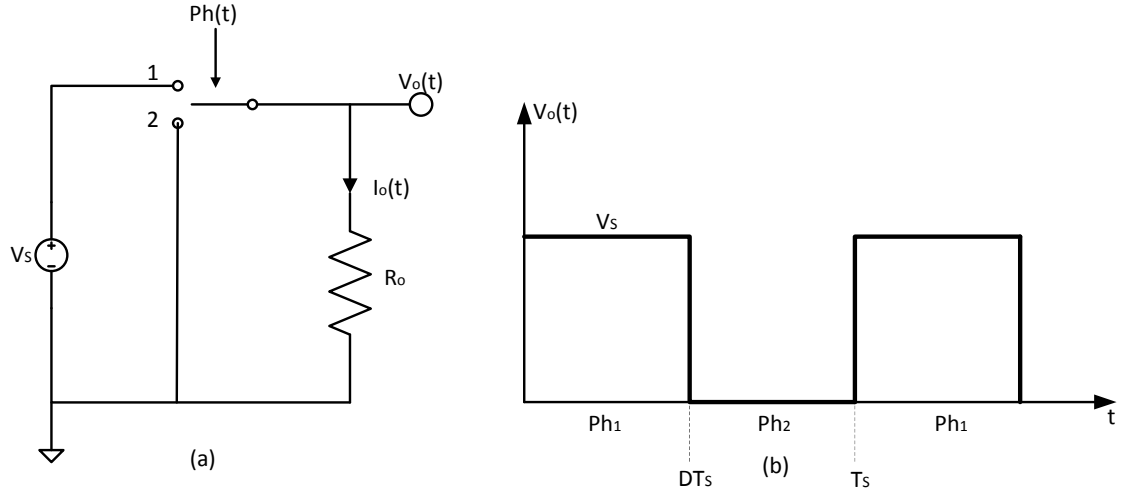 Ph(t)
1
2
Vo(t)
Io(t)
VS
+
−
Ro
(a)
Vo(t)
VS
Ph1
Ph2
Ph1
t
DTS
(b)
TS